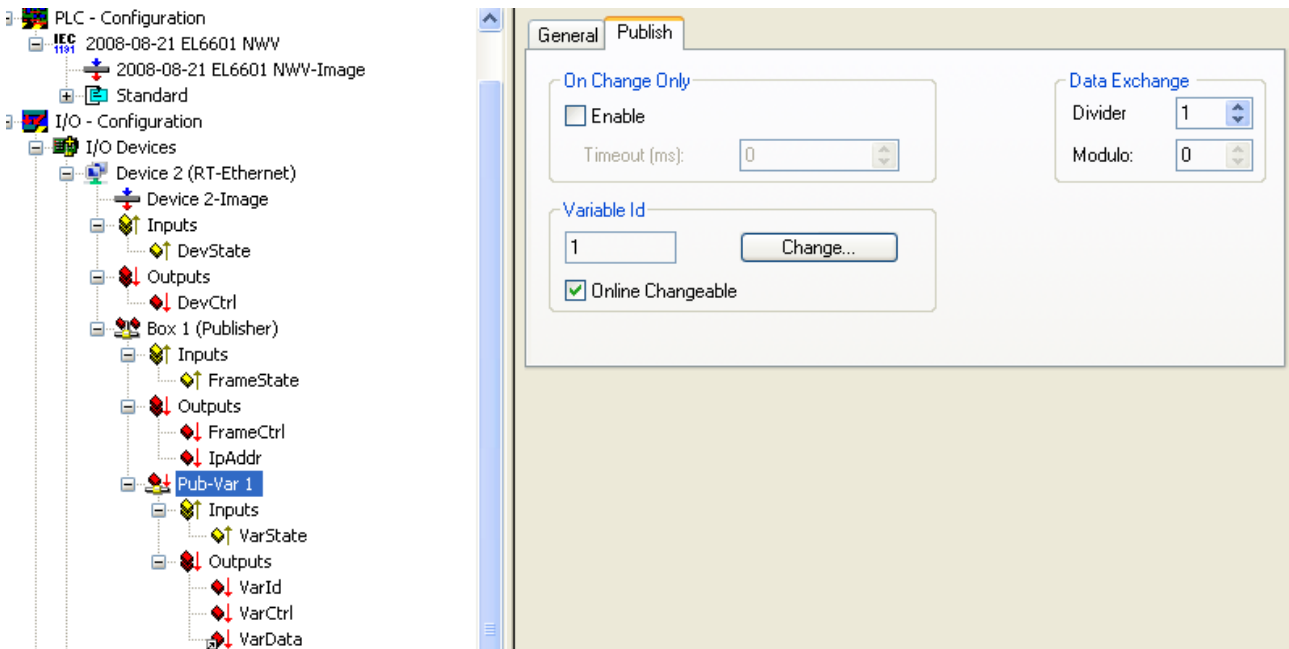 PLC - Configuration
IEC
1131
2008-08-21 EL6601 NWV
2008-08-21 EL6601 NWV-Image
Standard
I/O - Configuration
I/O Devices
Device 2 (RT-Ethernet)
Device 2-Image
Inputs
DevState
Outputs
DevCtrl
Box 1 (Publisher)
Inputs
FrameState
Outputs
FrameCtrl
IpAddr
Pub-Var 1
Inputs
VarState
Outputs
VarId
VarCtrl
VarData
General Publish
On Change Only
Enable
Timeout (ms): 0
Variable Id
1 Change...
Online Changeable
Data Exchange
Divider 1
Modulo: 0